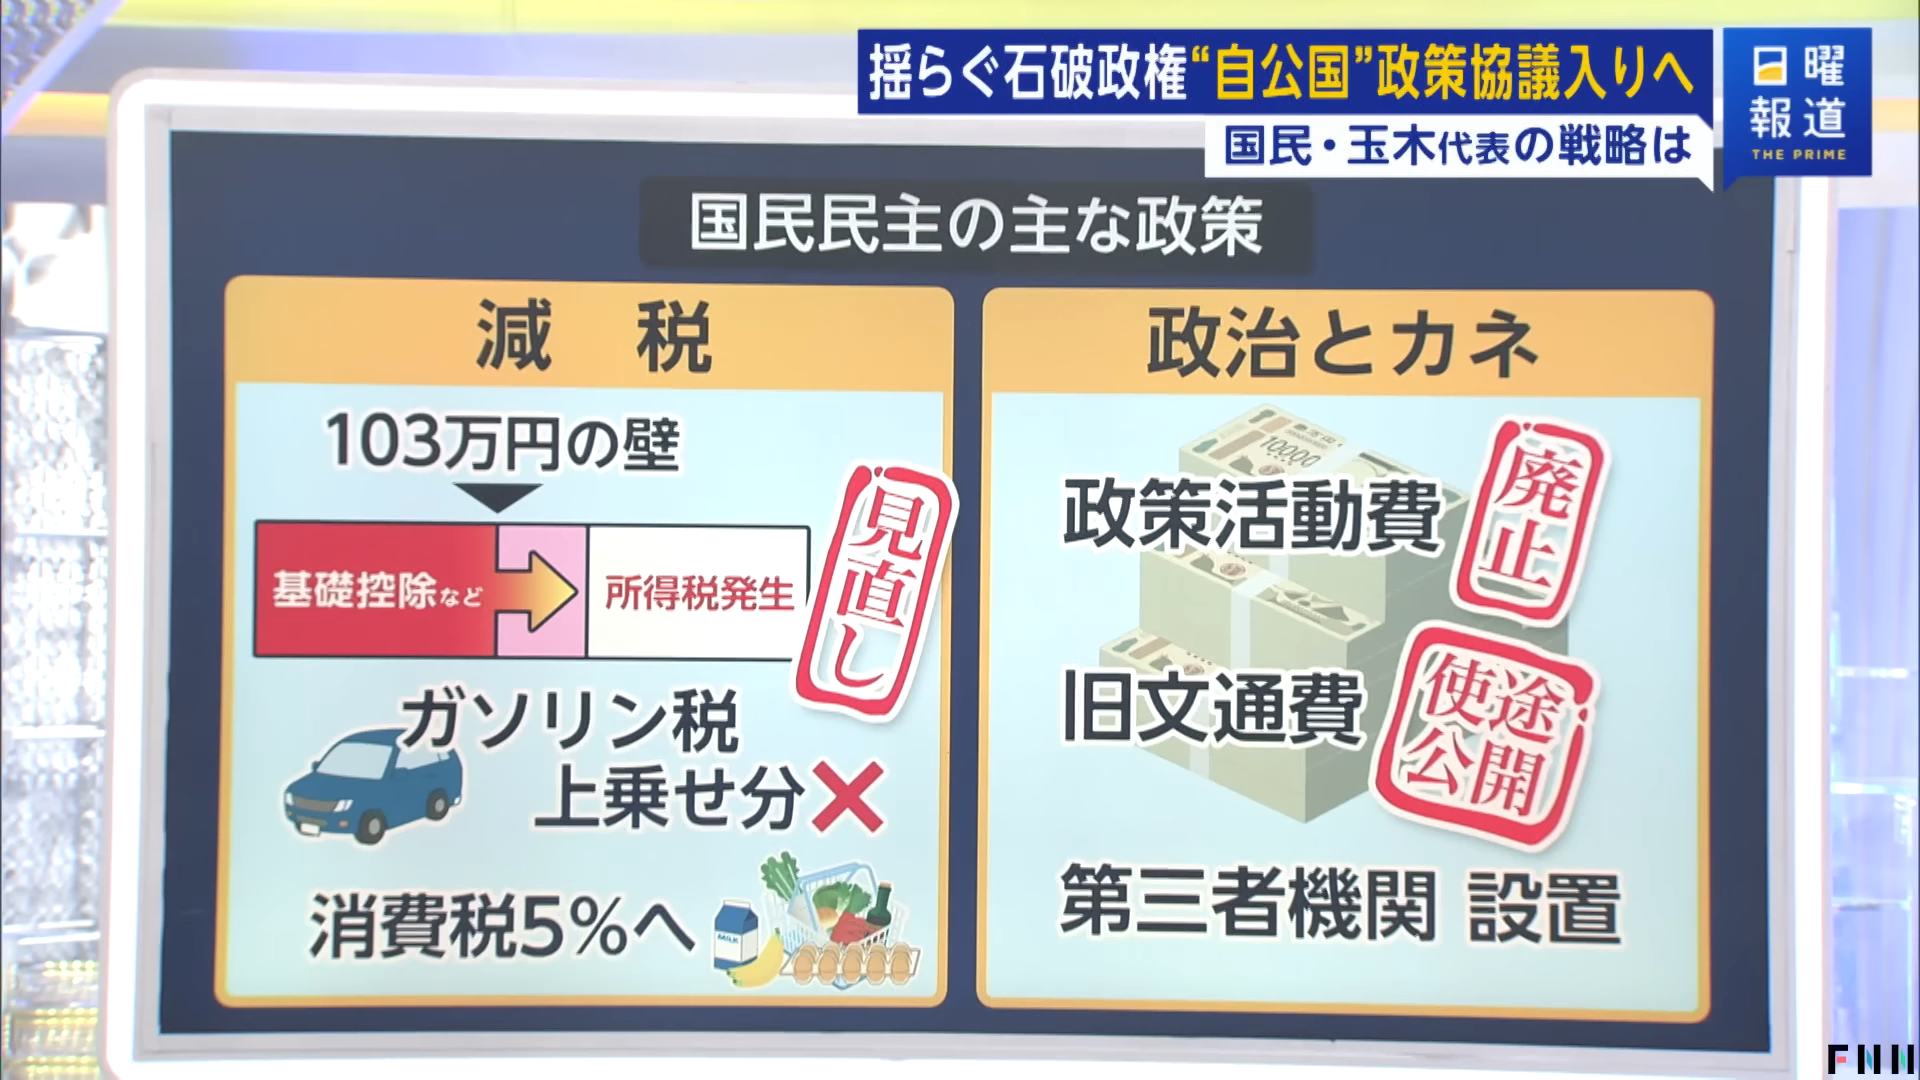 揺らぐ石破政権“自公国”政策協議入りへ
国民・玉木代表の戦略は
日曜
報道
THE PRIME
国民民主の主な政策
減 税
103万円の壁
基礎控除など
所得税発生
見直し
ガソリン税
上乗せ分✕
消費税5%へ
MILK
政治とカネ
10000
政策活動費
廃止
旧文通費
使途
公開
第三者機関 設置
FNN